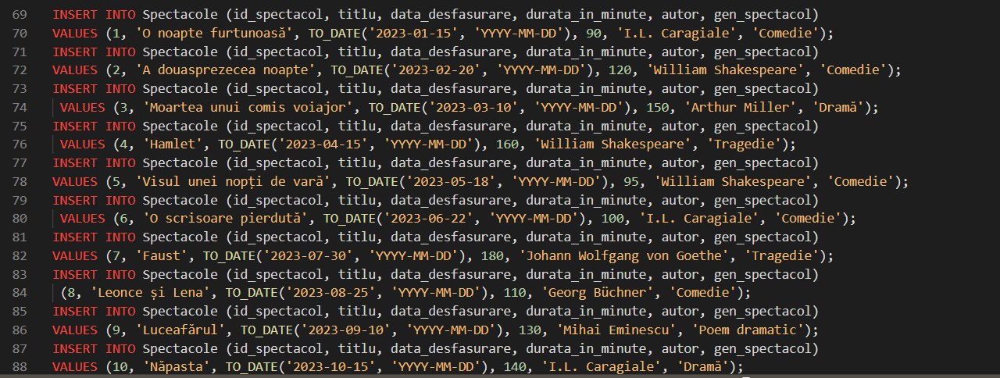 69 INSERT INTO Spectacole (id_spectacol, titlu, data_desfasurare, durata_in_minute, autor, gen_spectacol)
70 VALUES (1, 'O noapte furtunoasă', TO_DATE('2023-01-15', 'YYYY-MM-DD'), 90, 'I.L. Caragiale', 'Comedie');
71 INSERT INTO Spectacole (id_spectacol, titlu, data_desfasurare, durata_in_minute, autor, gen_spectacol)
72 VALUES (2, 'A douasprezecea noapte', TO_DATE('2023-02-20', 'YYYY-MM-DD'), 120, 'William Shakespeare', 'Comedie');
73 INSERT INTO Spectacole (id_spectacol, titlu, data_desfasurare, durata_in_minute, autor, gen_spectacol)
74 VALUES (3, 'Moartea unui comis voiajor', TO_DATE('2023-03-10', 'YYYY-MM-DD'), 150, 'Arthur Miller', 'Dramă');
75 INSERT INTO Spectacole (id_spectacol, titlu, data_desfasurare, durata_in_minute, autor, gen_spectacol)
76 VALUES (4, 'Hamlet', TO_DATE('2023-04-15', 'YYYY-MM-DD'), 160, 'William Shakespeare', 'Tragedie');
77 INSERT INTO Spectacole (id_spectacol, titlu, data_desfasurare, durata_in_minute, autor, gen_spectacol)
78 VALUES (5, 'Visul unei nopți de vară', TO_DATE('2023-05-18', 'YYYY-MM-DD'), 95, 'William Shakespeare', 'Comedie');
79 INSERT INTO Spectacole (id_spectacol, titlu, data_desfasurare, durata_in_minute, autor, gen_spectacol)
80 VALUES (6, 'O scrisoare pierdută', TO_DATE('2023-06-22', 'YYYY-MM-DD'), 100, 'I.L. Caragiale', 'Comedie');
81 INSERT INTO Spectacole (id_spectacol, titlu, data_desfasurare, durata_in_minute, autor, gen_spectacol)
82 VALUES (7, 'Faust', TO_DATE('2023-07-30', 'YYYY-MM-DD'), 180, 'Johann Wolfgang von Goethe', 'Tragedie');
83 INSERT INTO Spectacole (id_spectacol, titlu, data_desfasurare, durata_in_minute, autor, gen_spectacol)
84 (8, 'Leonce și Lena', TO_DATE('2023-08-25', 'YYYY-MM-DD'), 110, 'Georg Büchner', 'Comedie');
85 INSERT INTO Spectacole (id_spectacol, titlu, data_desfasurare, durata_in_minute, autor, gen_spectacol)
86 VALUES (9, 'Luceafărul', TO_DATE('2023-09-10', 'YYYY-MM-DD'), 130, 'Mihai Eminescu', 'Poem dramatic');
87 INSERT INTO Spectacole (id_spectacol, titlu, data_desfasurare, durata_in_minute, autor, gen_spectacol)
88 VALUES (10, 'Năpasta', TO_DATE('2023-10-15', 'YYYY-MM-DD'), 140, 'I.L. Caragiale', 'Dramă');